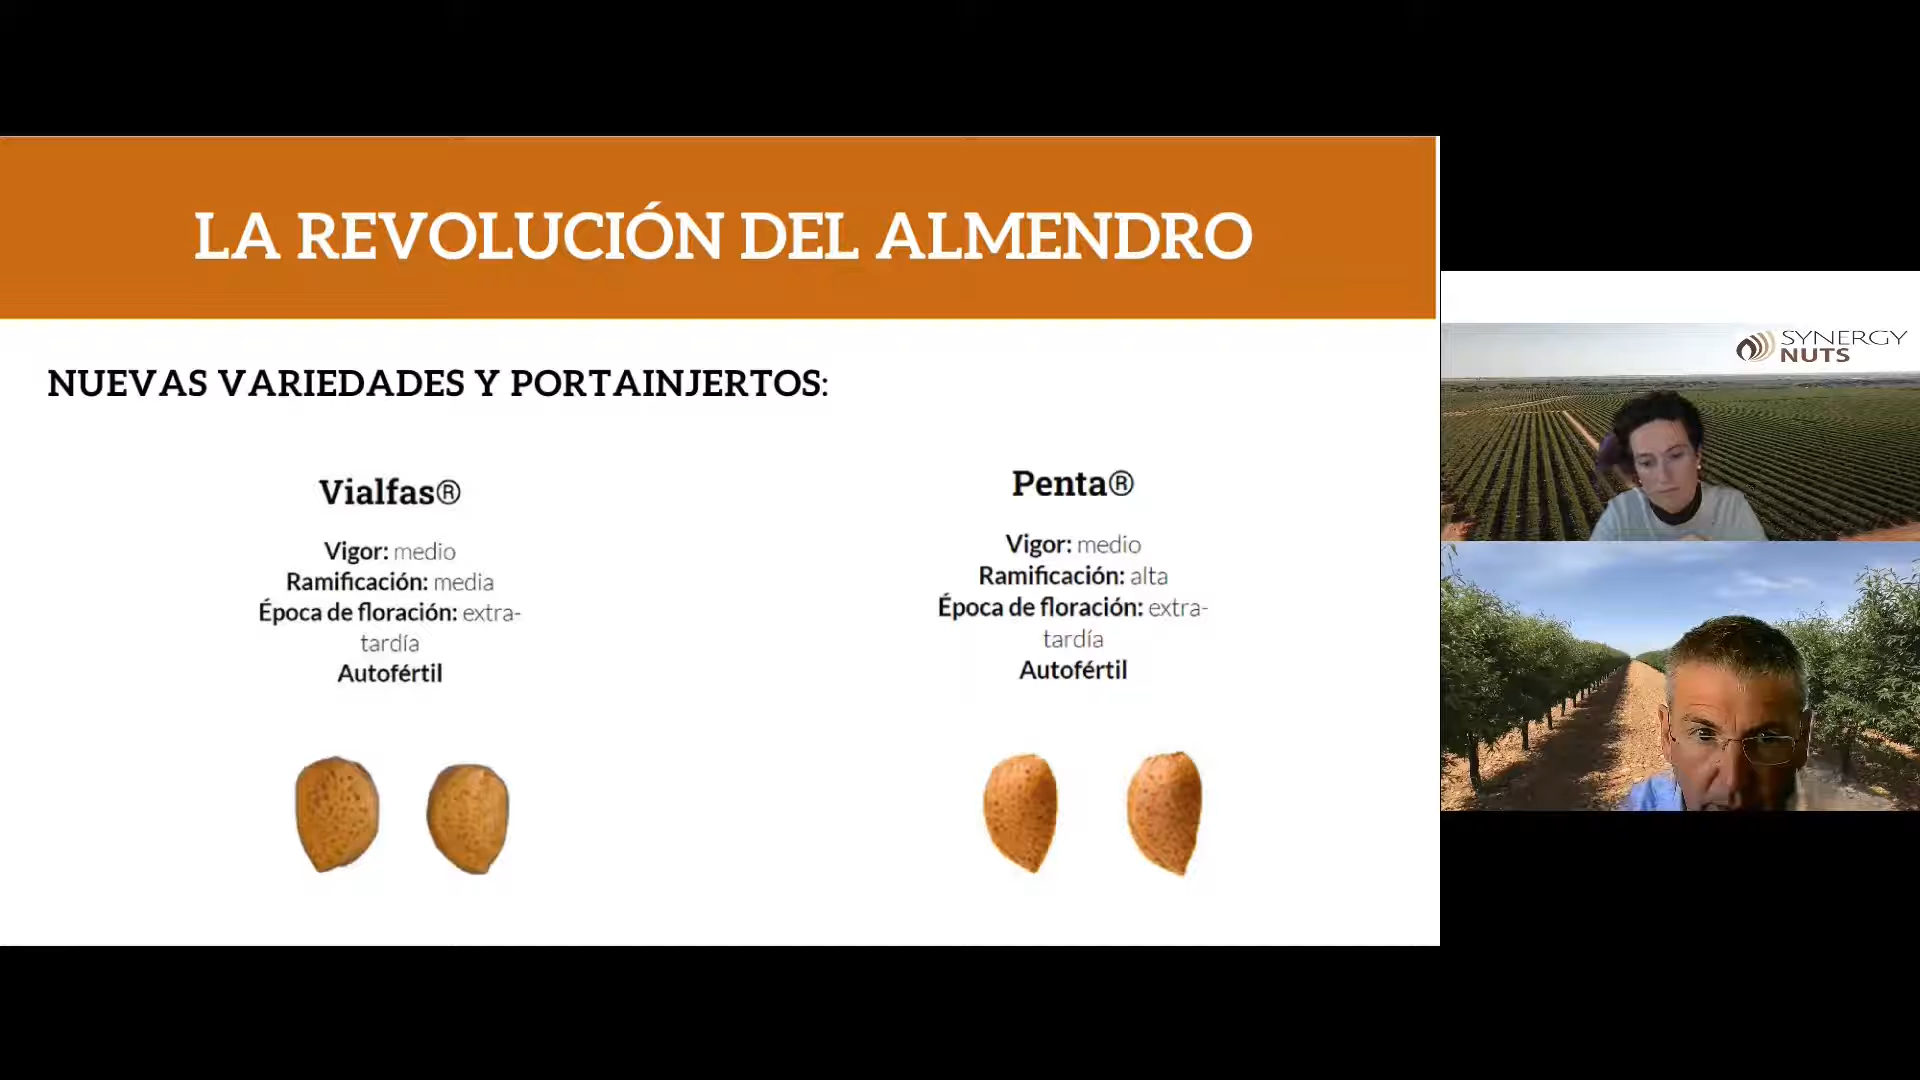 LA REVOLUCIÓN DEL ALMENDRO
NUEVAS VARIEDADES Y PORTAINJERTOS:
Vialfas®
Vigor: medio
Ramificación: media
Época de floración: extra-
tardía
Autofértil
Penta®
Vigor: medio
Ramificación: alta
Época de floración: extra-
tardía
Autofértil
SYNERGY
NUTS